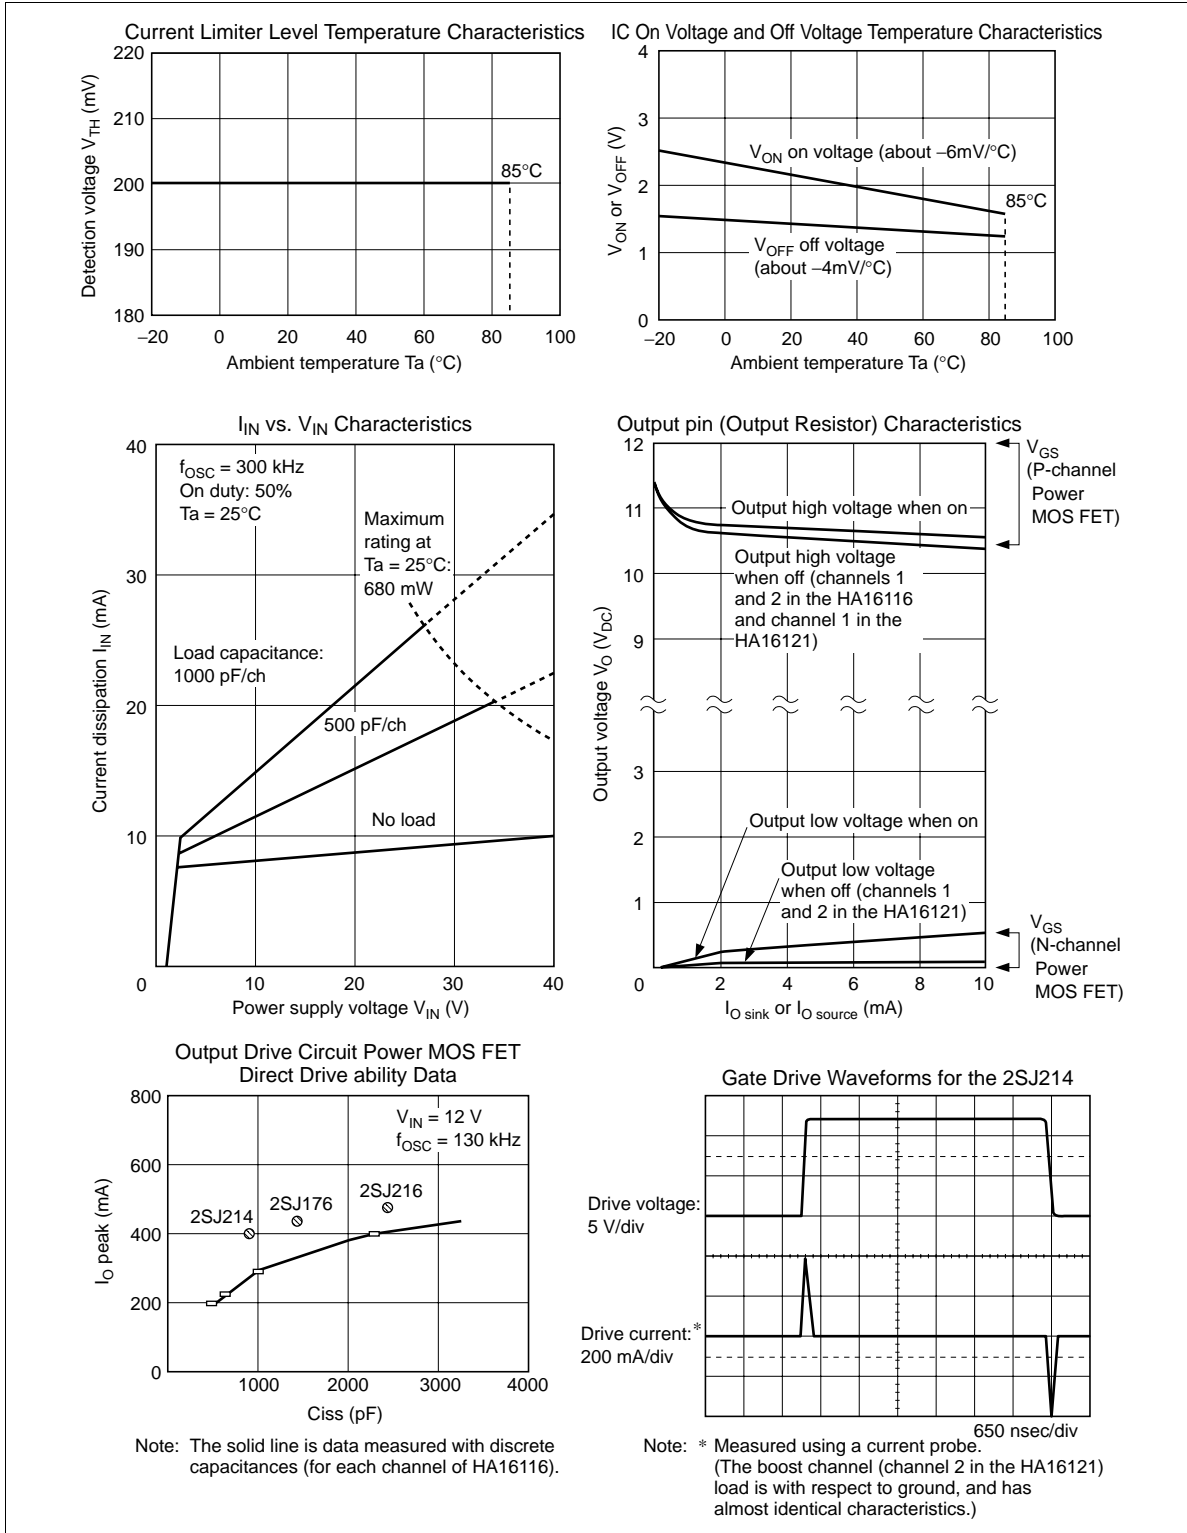 Current Limiter Level Temperature Characteristics
220
210
200
190
180
Detection voltage VTH (mV)
85°C
–20
0
20
40
60
80
100
Ambient temperature Ta (°C)
IC On Voltage and Off Voltage Temperature Characteristics
4
3
2
1
0
VON or VOFF (V)
VON on voltage (about –6mV/°C)
85°C
VOFF off voltage
(about –4mV/°C)
–20
0
20
40
60
80
100
Ambient temperature Ta (°C)
IIN vs. VIN Characteristics
40
30
20
10
Current dissipation IIN (mA)
fOSC = 300 kHz
On duty: 50%
Ta = 25°C
Maximum
rating at
Ta = 25°C:
680 mW
Load capacitance:
1000 pF/ch
500 pF/ch
No load
0
10
20
30
40
Power supply voltage VIN (V)
Output pin (Output Resistor) Characteristics
12
11
10
9
3
2
1
Output voltage VO (VDC)
VGS
(P-channel
Power
MOS FET)
Output high voltage when on
Output high voltage
when off (channels 1
and 2 in the HA16116
and channel 1 in the
HA16121)
Output low voltage when on
Output low voltage
when off (channels 1
and 2 in the HA16121)
VGS
(N-channel
Power
MOS FET)
0
2
4
6
8
10
IO sink or IO source (mA)
Output Drive Circuit Power MOS FET
Direct Drive ability Data
800
600
400
200
0
IO peak (mA)
VIN = 12 V
fOSC = 130 kHz
2SJ214
2SJ176
2SJ216
1000
2000
3000
4000
Ciss (pF)
Note: The solid line is data measured with discrete
capacitances (for each channel of HA16116).
Gate Drive Waveforms for the 2SJ214
Drive voltage:
5 V/div
Drive current:*
200 mA/div
650 nsec/div
Note: * Measured using a current probe.
(The boost channel (channel 2 in the HA16121)
load is with respect to ground, and has
almost identical characteristics.)